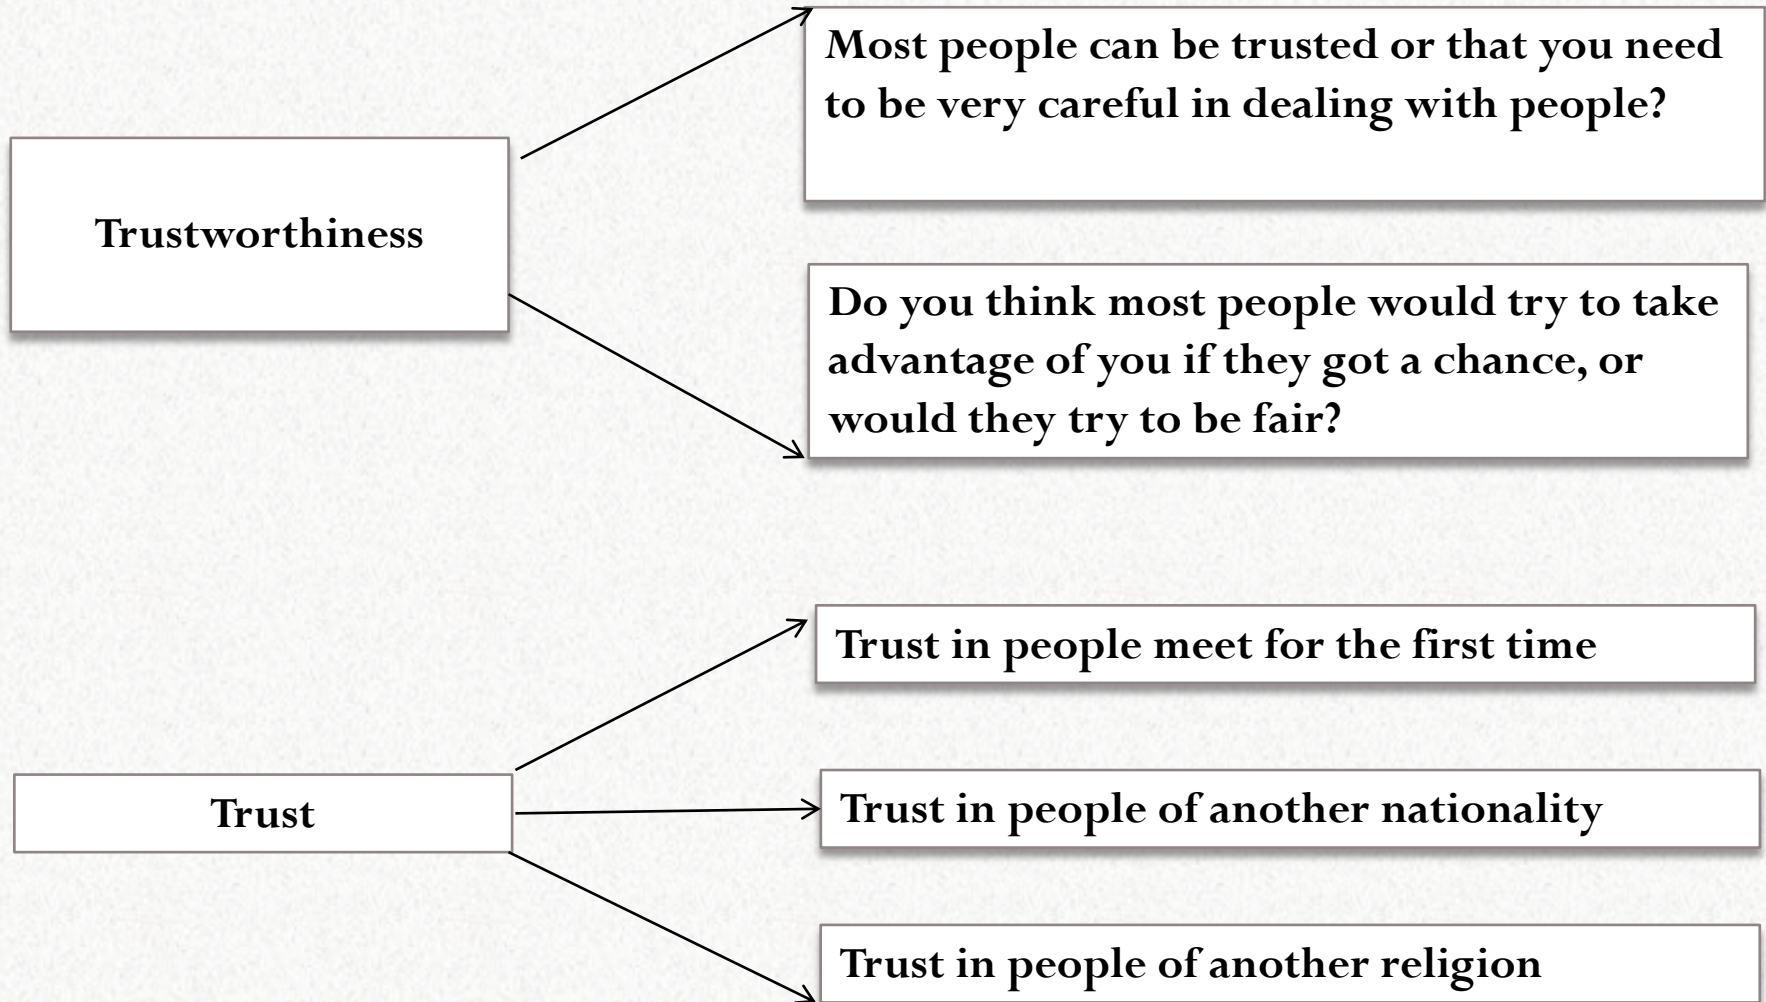 Trustworthiness
Most people can be trusted or that you need
to be very careful in dealing with people?
Do you think most people would try to take
advantage of you if they got a chance, or
would they try to be fair?
Trust
Trust in people meet for the first time
Trust in people of another nationality
Trust in people of another religion